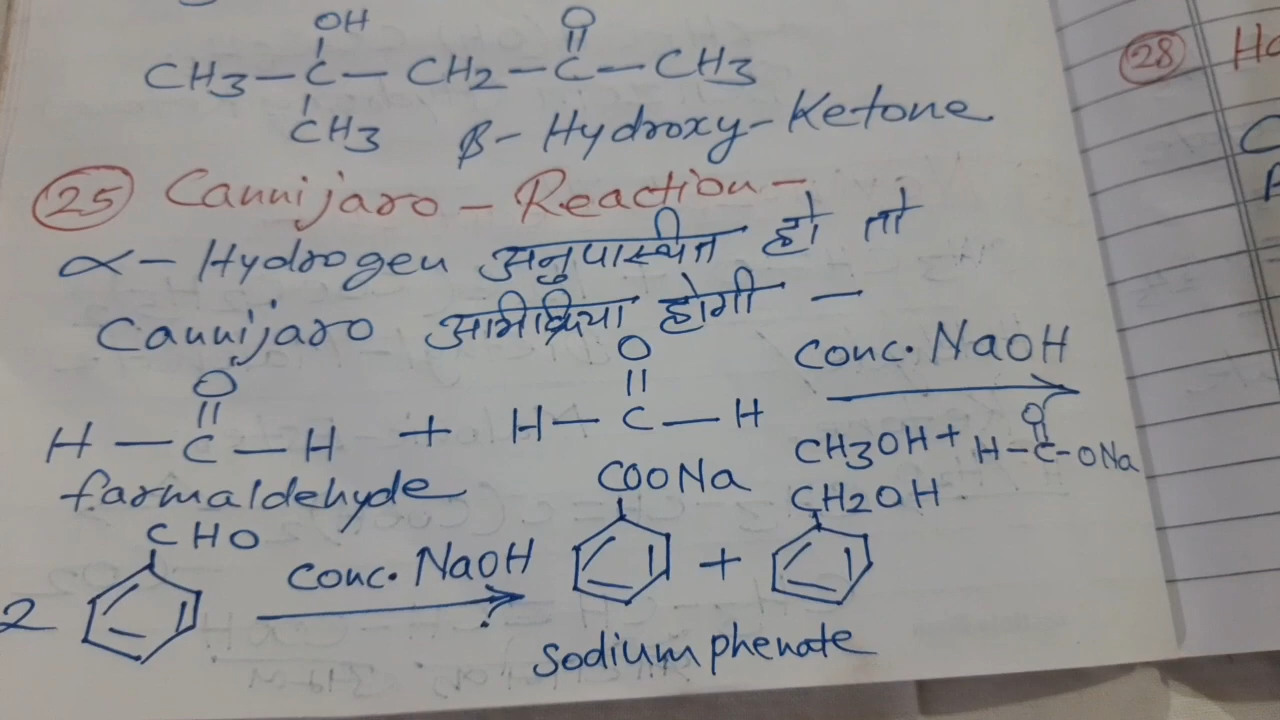 OH
CH3-C-CH2-C-CH3
O
CH3
β-Hydroxy-Ketone
(25) Cannijaro-Reaction-
α-Hydrogen अनुपास्थीत हो तो
Cannijaro अभिक्रिया होगी -
O
H-C-H + H-C-H
O
conc. NaOH
CH3OH + H-C-ONa
O
farmaldehyde
2
CHO
conc. NaOH
COONa
+
CH2OH
sodium phenate
(28)